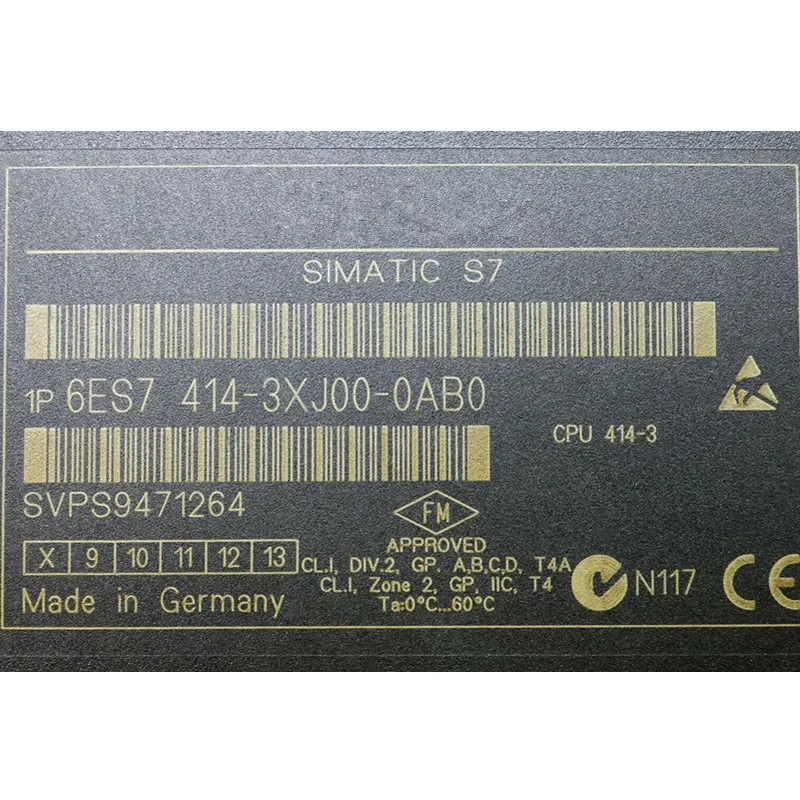 SIMATIC S7
1P 6ES7 414-3XJ00-0AB0
CPU 414-3
SVPS9471264
FM
APPROVED
X 9 10 11 12 13
CL.I, DIV.2, GP. A,B,C,D, T4A
CL.I, Zone 2, GP, IIC, T4
Ta:0°C...60°C
N117
CE
Made in Germany